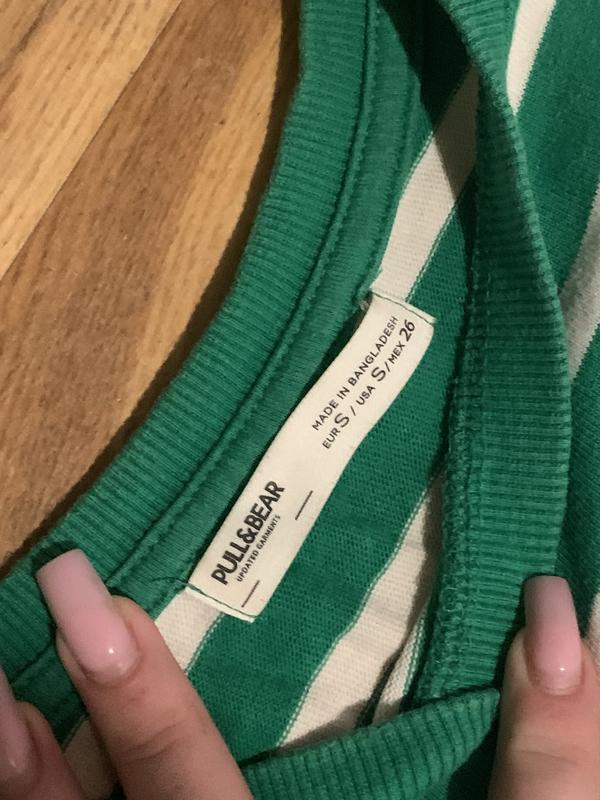 PULL&BEAR
UPDATED GARMENTS
MADE IN BANGLADESH
EUR S / USA S / MEX 26